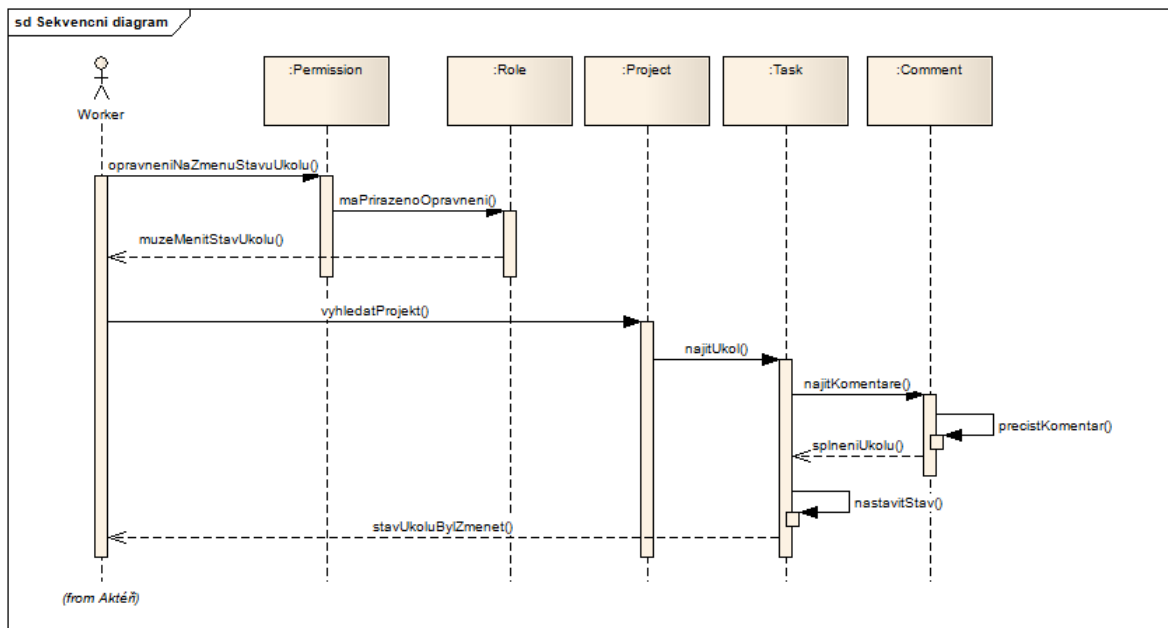 sd Sekvencni diagram
:Permission
:Role
:Project
:Task
:Comment
Worker
opravneniNaZmenuStavuUkolu()
maPrirazenoOpravneni()
muzeMenitStavUkolu()
vyhledatProjekt()
najitUkol()
najitKomentare()
precistKomentar()
splneniUkolu()
nastavitStav()
stavUkoluBylZmenet()
(from Aktéři)